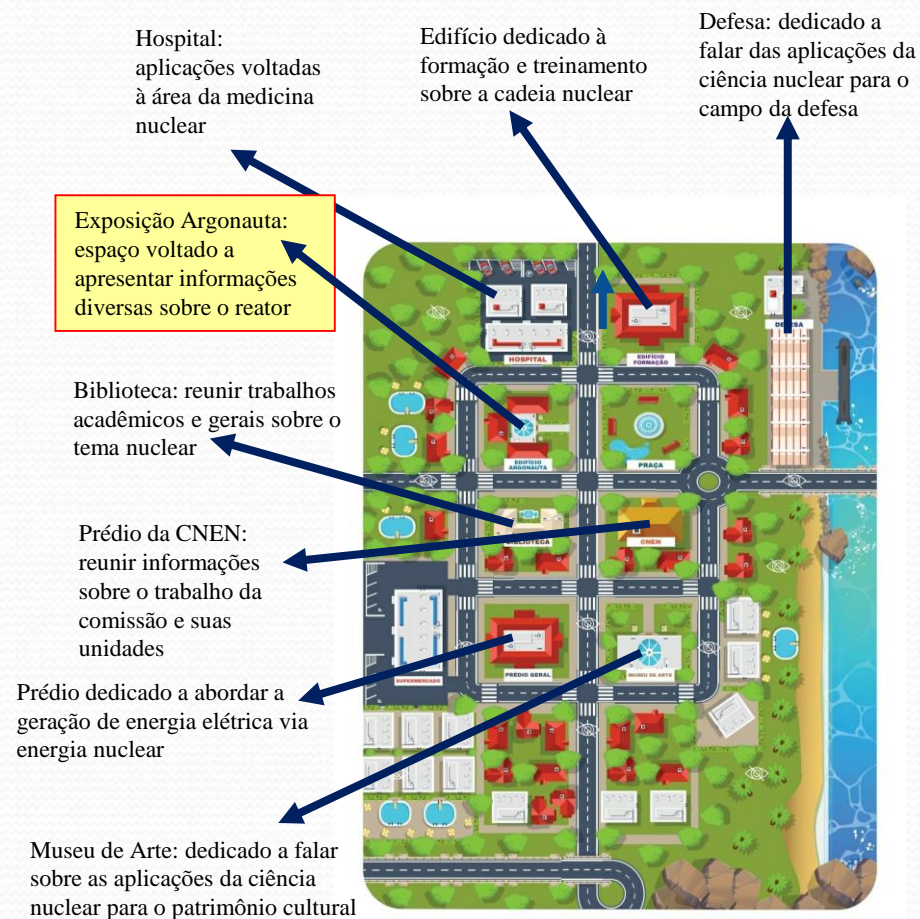 Hospital:
aplicações voltadas
à área da medicina
nuclear
Edifício dedicado à
formação e treinamento
sobre a cadeia nuclear
Defesa: dedicado a
falar das aplicações da
ciência nuclear para o
campo da defesa
Exposição Argonauta:
espaço voltado a
apresentar informações
diversas sobre o reator
Biblioteca: reunir trabalhos
acadêmicos e gerais sobre o
tema nuclear
Prédio da CNEN:
reunir informações
sobre o trabalho da
comissão e suas
unidades
Prédio dedicado a abordar a
geração de energia elétrica via
energia nuclear
Museu de Arte: dedicado a falar
sobre as aplicações da ciência
nuclear para o patrimônio cultural
HOSPITAL
EDIFÍCIO
FORMAÇÃO
DEFESA
EDIFÍCIO
ARGONAUTA
PRAÇA
BIBLIOTECA
CNEN
SUPERMERCADO
PRÉDIO GERAL
MUSEU DE ARTE